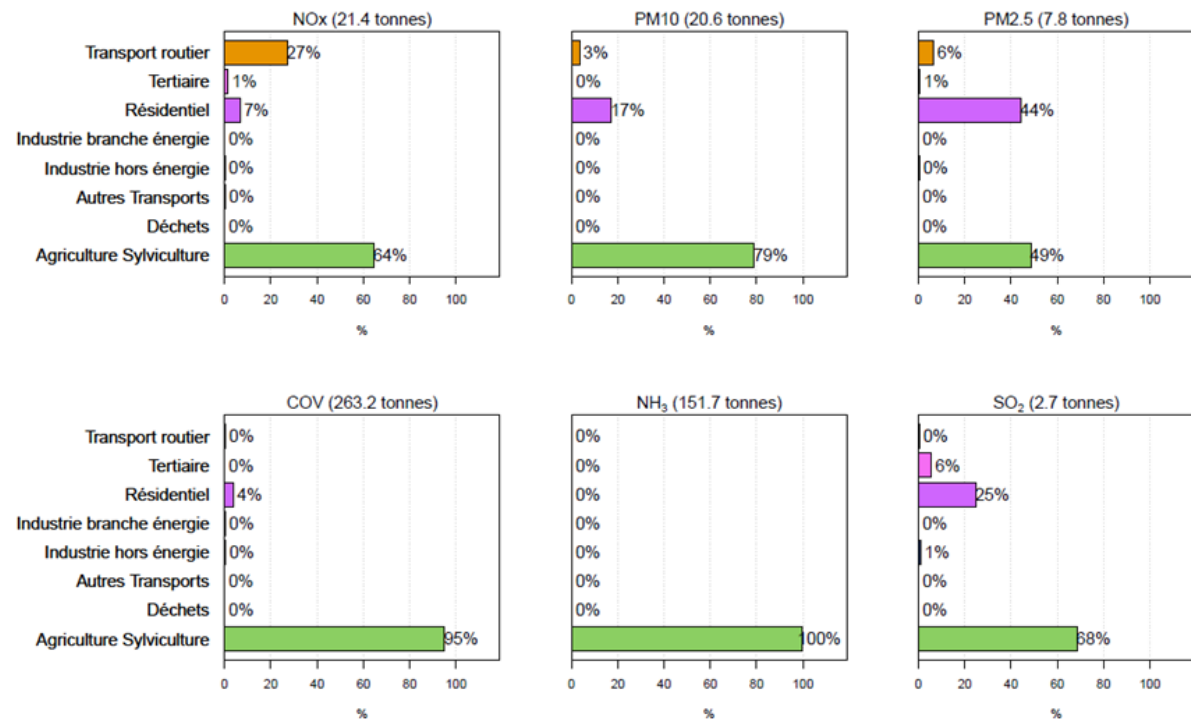 NOx (21.4 tonnes) PM10 (20.6 tonnes) PM2.5 (7.8 tonnes)
Transport routier 27% 3% 6%
Tertiaire 1% 0% 1%
Résidentiel 7% 17% 44%
Industrie branche énergie 0% 0% 0%
Industrie hors énergie 0% 0% 0%
Autres Transports 0% 0% 0%
Déchets 0% 0% 0%
Agriculture Sylviculture 64% 79% 49%
0 20 40 60 80 100 0 20 40 60 80 100 0 20 40 60 80 100
% % %
COV (263.2 tonnes) NH₃ (151.7 tonnes) SO₂ (2.7 tonnes)
Transport routier 0% 0% 0%
Tertiaire 0% 0% 6%
Résidentiel 4% 0% 25%
Industrie branche énergie 0% 0% 0%
Industrie hors énergie 0% 0% 1%
Autres Transports 0% 0% 0%
Déchets 0% 0% 0%
Agriculture Sylviculture 95% 100% 68%
0 20 40 60 80 100 0 20 40 60 80 100 0 20 40 60 80 100
% % %